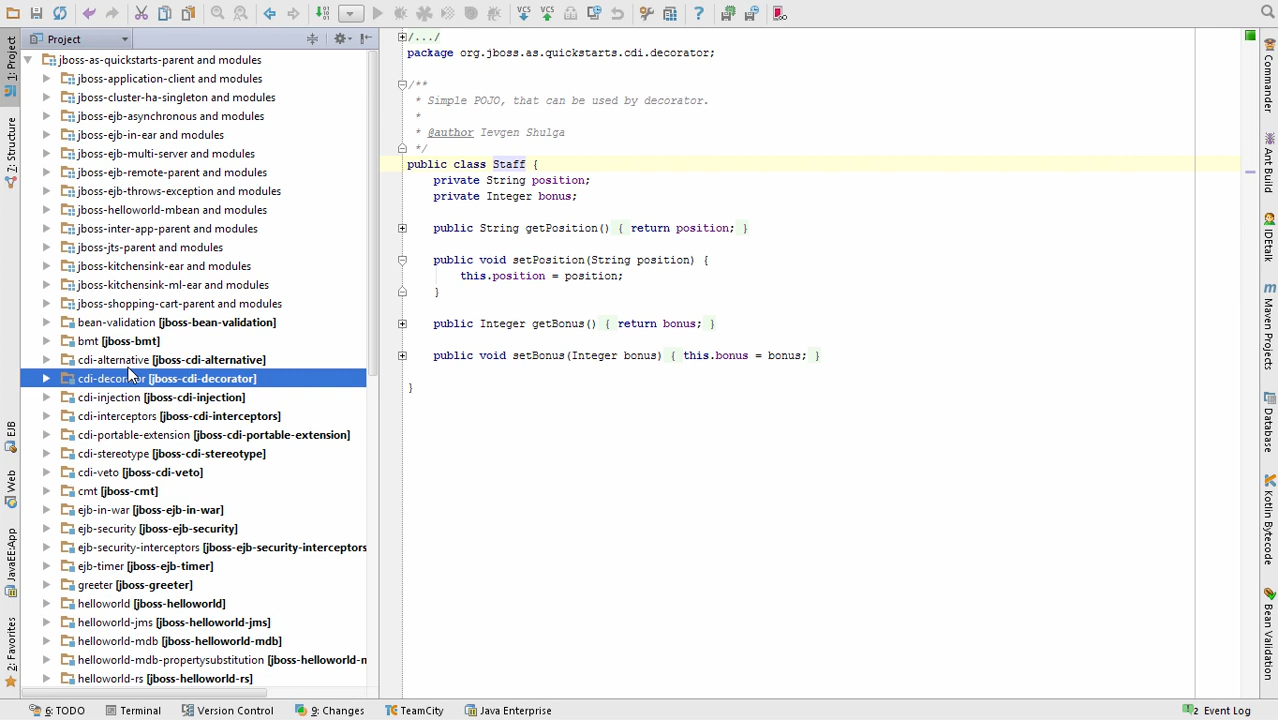 VCS VCS ?
1: Project
7: Structure
EJB
Web
JavaEE:App
2: Favorites
Project
jboss-as-quickstarts-parent and modules
jboss-application-client and modules
jboss-cluster-ha-singleton and modules
jboss-ejb-asynchronous and modules
jboss-ejb-in-ear and modules
jboss-ejb-multi-server and modules
jboss-ejb-remote-parent and modules
jboss-ejb-throws-exception and modules
jboss-helloworld-mbean and modules
jboss-inter-app-parent and modules
jboss-jts-parent and modules
jboss-kitchensink-ear and modules
jboss-kitchensink-ml-ear and modules
jboss-shopping-cart-parent and modules
bean-validation [jboss-bean-validation]
bmt [jboss-bmt]
cdi-alternative [jboss-cdi-alternative]
cdi-decorator [jboss-cdi-decorator]
cdi-injection [jboss-cdi-injection]
cdi-interceptors [jboss-cdi-interceptors]
cdi-portable-extension [jboss-cdi-portable-extension]
cdi-stereotype [jboss-cdi-stereotype]
cdi-veto [jboss-cdi-veto]
cmt [jboss-cmt]
ejb-in-war [jboss-ejb-in-war]
ejb-security [jboss-ejb-security]
ejb-security-interceptors [jboss-ejb-security-interceptors
ejb-timer [jboss-ejb-timer]
greeter [jboss-greeter]
helloworld [jboss-helloworld]
helloworld-jms [jboss-helloworld-jms]
helloworld-mdb [jboss-helloworld-mdb]
helloworld-mdb-propertysubstitution [jboss-helloworld-m
helloworld-rs [jboss-helloworld-rs]
/.../
package org.jboss.as.quickstarts.cdi.decorator;
/**
* Simple POJO, that can be used by decorator.
*
* @author Ievgen Shulga
*/
public class Staff {
private String position;
private Integer bonus;
public String getPosition() { return position; }
public void setPosition(String position) {
this.position = position;
}
public Integer getBonus() { return bonus; }
public void setBonus(Integer bonus) { this.bonus = bonus; }
}
Commander
Ant Build
IDEtalk
Maven Projects
Database
Kotlin Bytecode
Bean Validation
6: TODO Terminal Version Control 9: Changes TeamCity Java Enterprise 2 Event Log